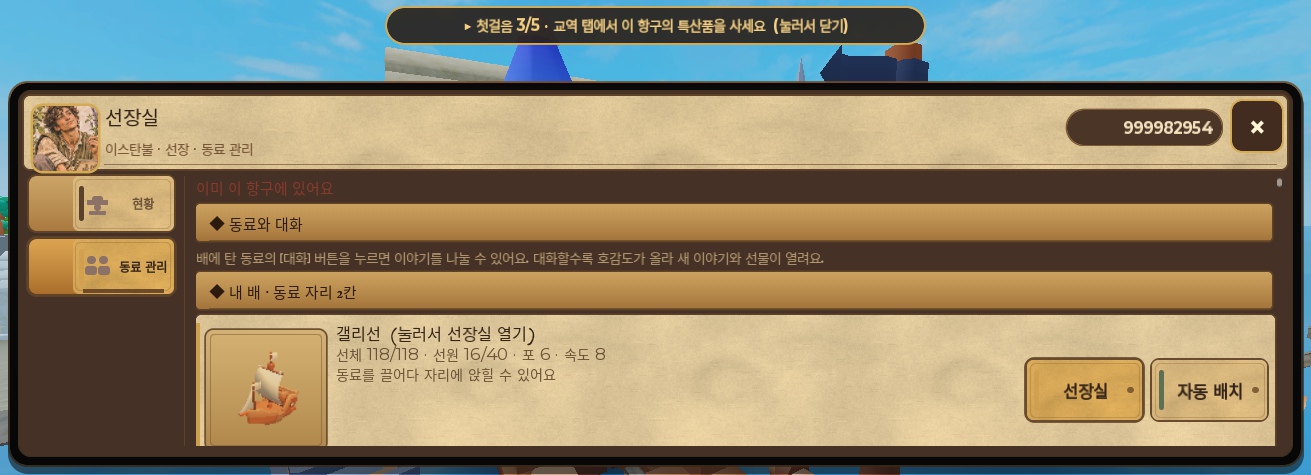 ▸ 첫걸음 3/5 · 교역 탭에서 이 항구의 특산품을 사세요 (눌러서 닫기)
선장실
이스탄불 · 선장 · 동료 관리
999982954
×
현황
동료 관리
이미 이 항구에 있어요
◆ 동료와 대화
배에 탄 동료의 [대화] 버튼을 누르면 이야기를 나눌 수 있어요. 대화할수록 호감도가 올라 새 이야기와 선물이 열려요.
◆ 내 배 · 동료 자리 2칸
갤리선 (눌러서 선장실 열기)
선체 118/118 · 선원 16/40 · 포 6 · 속도 8
동료를 끌어다 자리에 앉힐 수 있어요
선장실
자동 배치